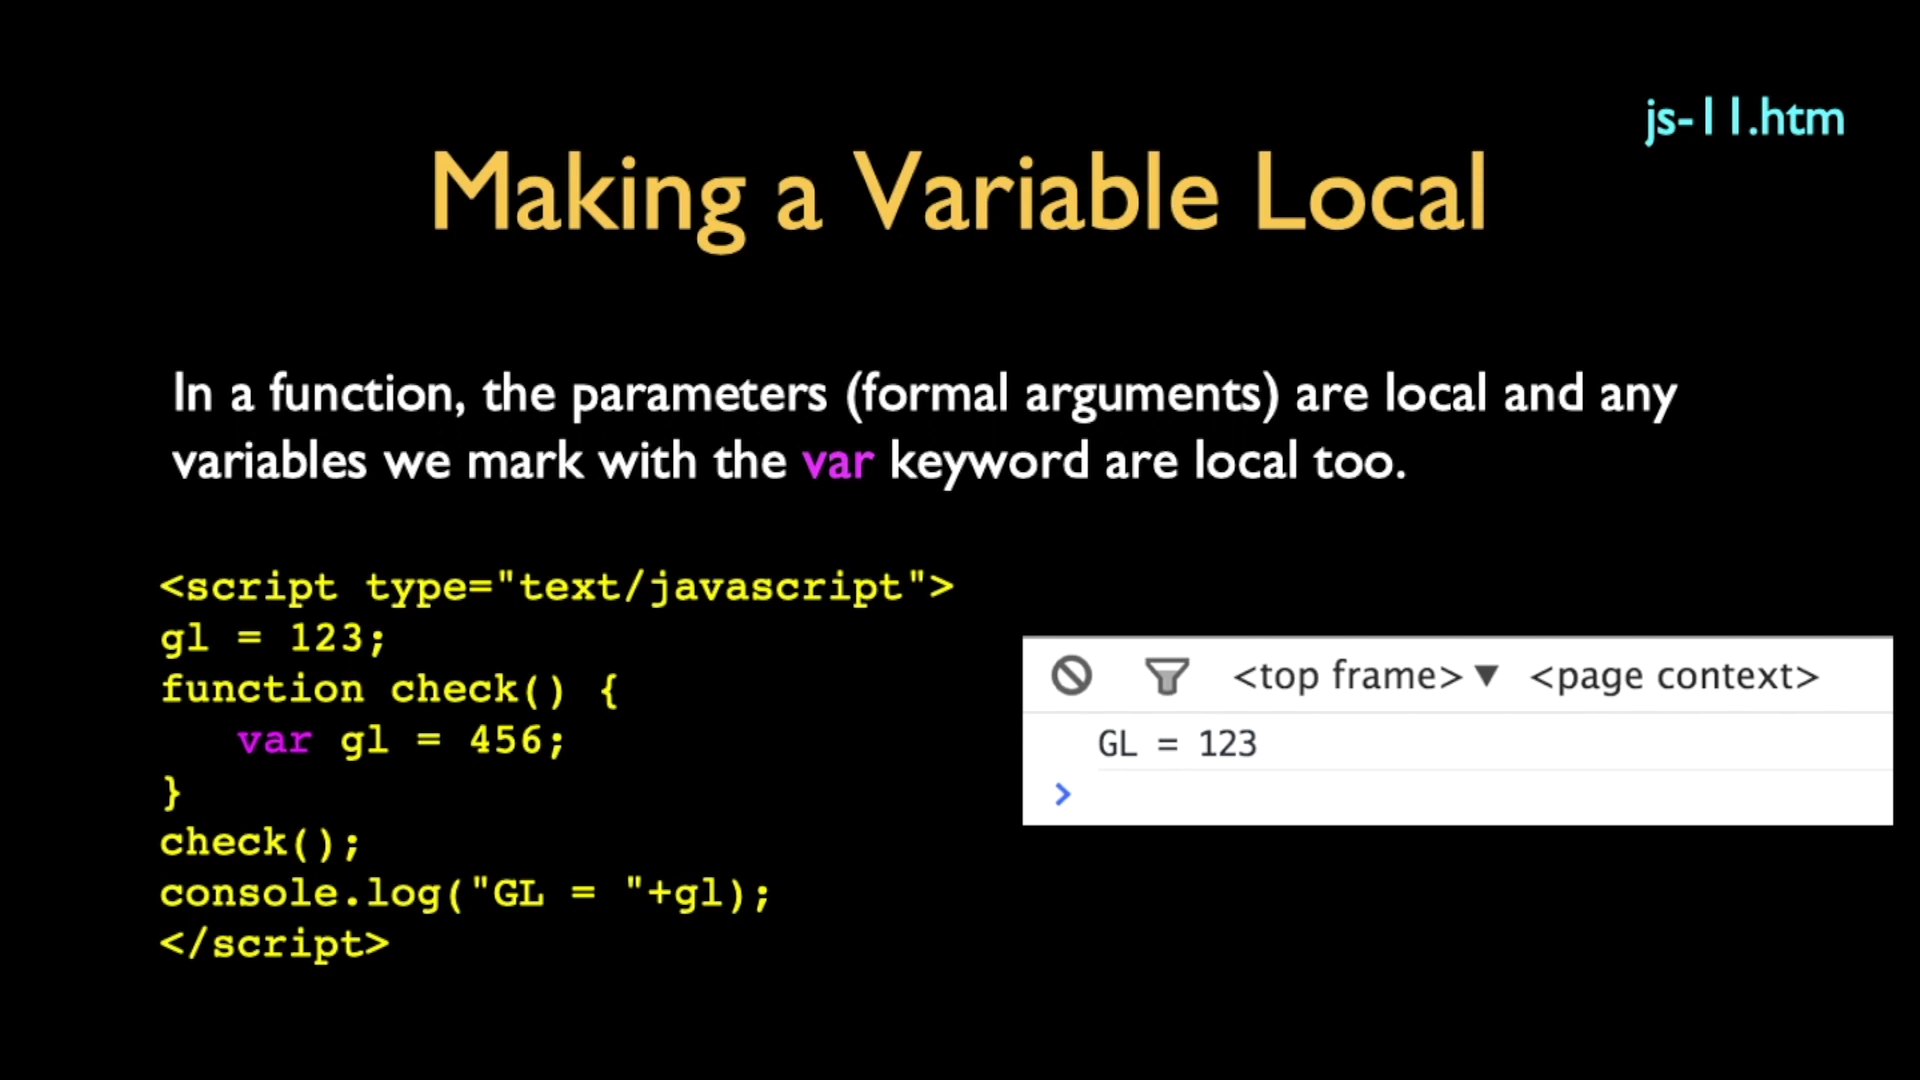 js-11.htm
Making a Variable Local
In a function, the parameters (formal arguments) are local and any
variables we mark with the var keyword are local too.
<script type="text/javascript">
gl = 123;
function check() {
   var gl = 456;
}
check();
console.log("GL = "+gl);
</script>
<top frame>▼ <page context>
GL = 123
>